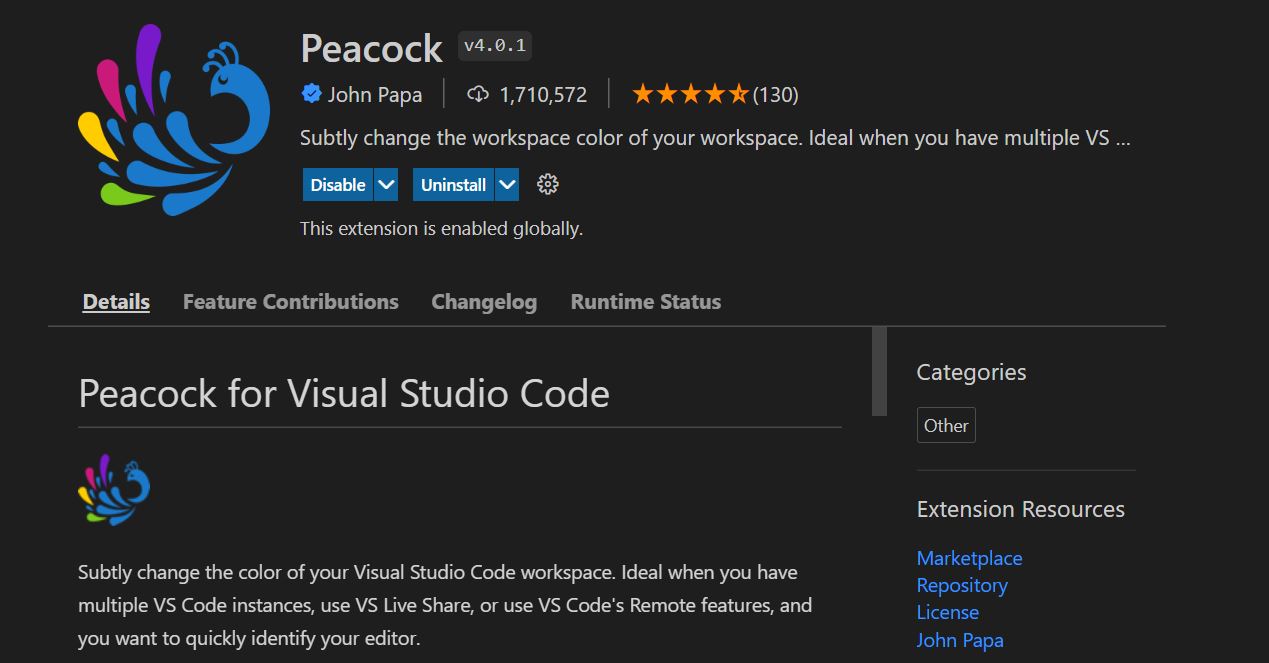 Peacock v4.0.1
John Papa 1,710,572 (130)
Subtly change the workspace color of your workspace. Ideal when you have multiple VS ...
Disable Uninstall
This extension is enabled globally.
Details Feature Contributions Changelog Runtime Status
Peacock for Visual Studio Code
Subtly change the color of your Visual Studio Code workspace. Ideal when you have
multiple VS Code instances, use VS Live Share, or use VS Code's Remote features, and
you want to quickly identify your editor.
Categories
Other
Extension Resources
Marketplace
Repository
License
John Papa